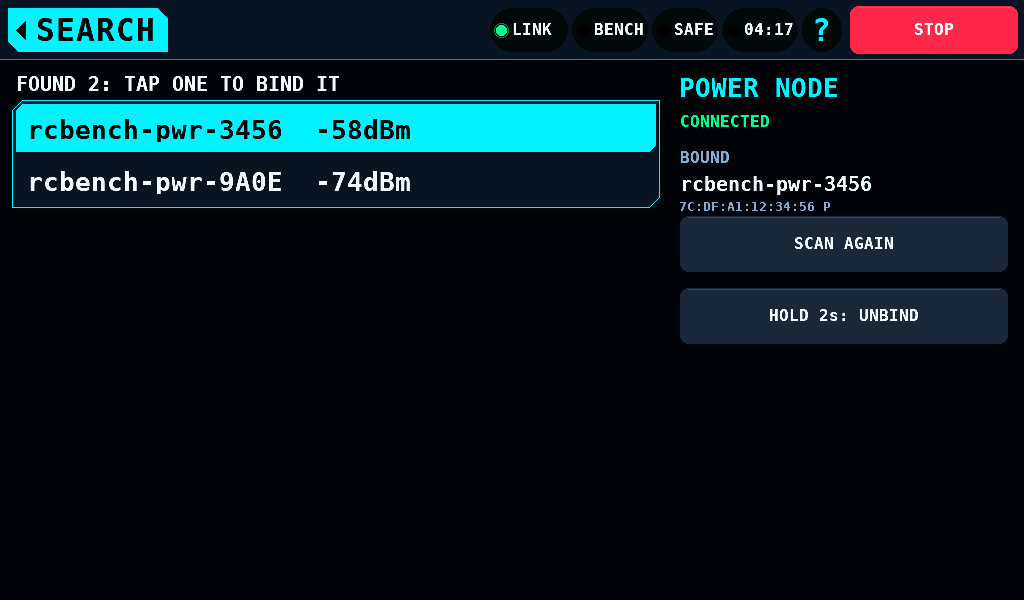 SEARCH
LINK
BENCH
SAFE
04:17
?
STOP
FOUND 2: TAP ONE TO BIND IT
rcbench-pwr-3456 -58dBm
rcbench-pwr-9A0E -74dBm
POWER NODE
CONNECTED
BOUND
rcbench-pwr-3456
7C:DF:A1:12:34:56 P
SCAN AGAIN
HOLD 2s: UNBIND